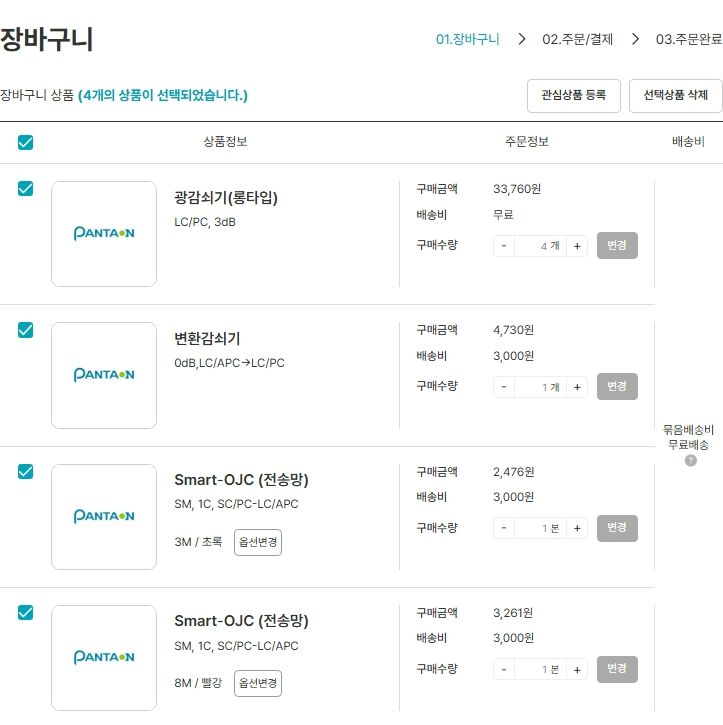 장바구니
01.장바구니 > 02.주문/결제 > 03.주문완료
장바구니 상품 (4개의 상품이 선택되었습니다.)
관심상품 등록 선택상품 삭제
상품정보 주문정보 배송비
PANTAON
광감쇠기(롱타입)
LC/PC, 3dB
구매금액 33,760원
배송비 무료
구매수량 - 4 개 + 변경
PANTAON
변환감쇠기
0dB,LC/APC→LC/PC
구매금액 4,730원
배송비 3,000원
구매수량 - 1 개 + 변경
묶음배송비
무료배송
?
PANTAON
Smart-OJC (전송망)
SM, 1C, SC/PC-LC/APC
3M / 초록 옵션변경
구매금액 2,476원
배송비 3,000원
구매수량 - 1 본 + 변경
PANTAON
Smart-OJC (전송망)
SM, 1C, SC/PC-LC/APC
8M / 빨강 옵션변경
구매금액 3,261원
배송비 3,000원
구매수량 - 1 본 + 변경